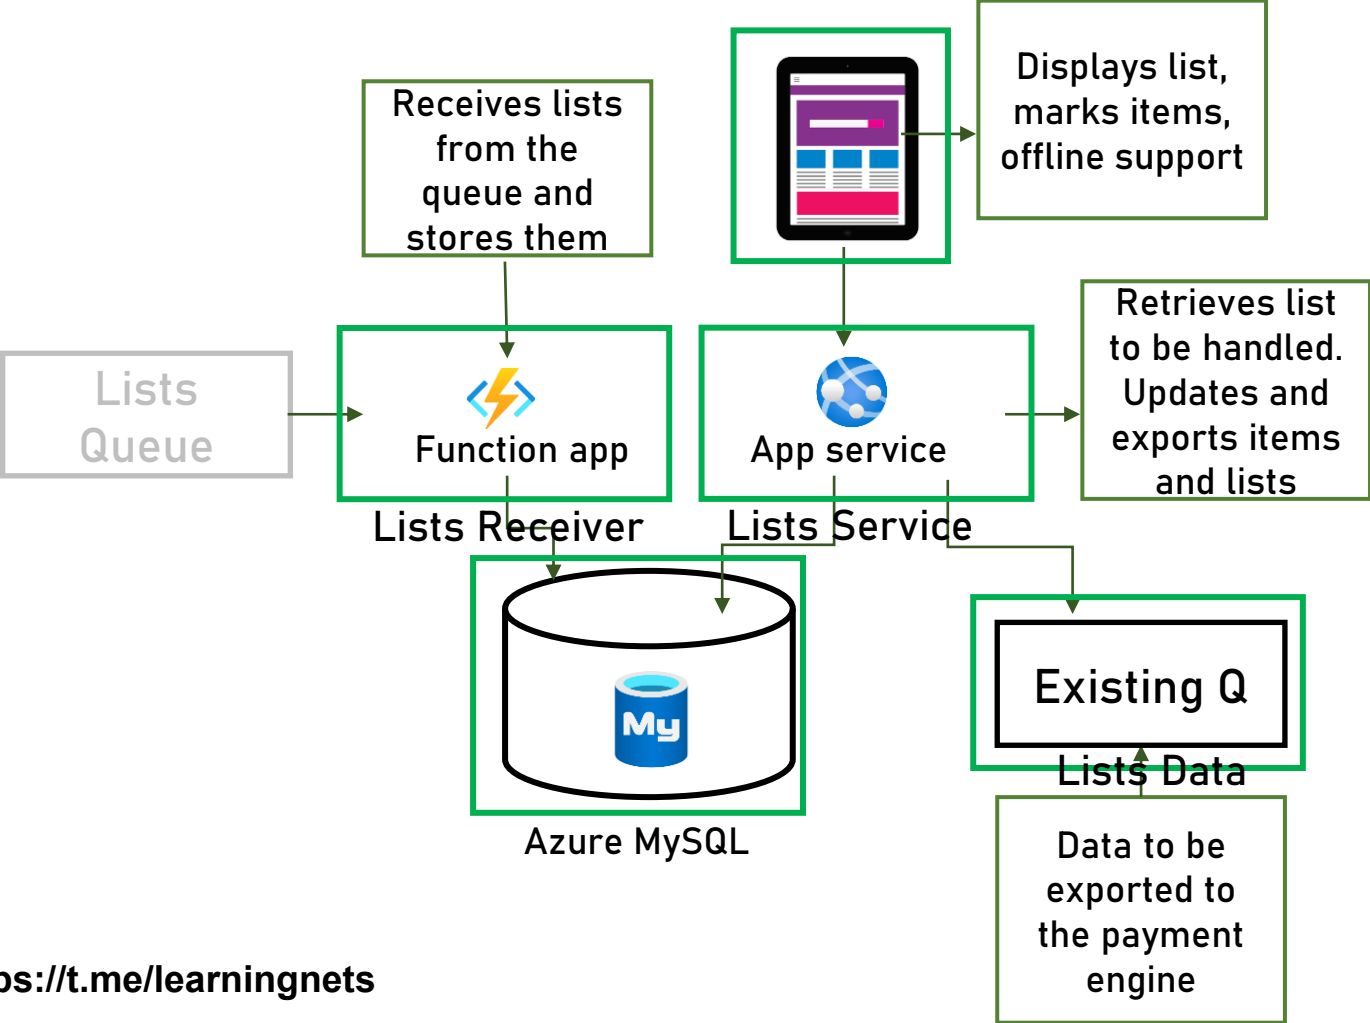 Displays list,
marks items,
offline support
Receives lists
from the
queue and
stores them
Retrieves list
to be handled.
Updates and
exports items
and lists
Lists
Queue
Function app
App service
Lists Receiver
Lists Service
My
Existing Q
Lists Data
Azure MySQL
Data to be
exported to
the payment
engine
ps://t.me/learningnets